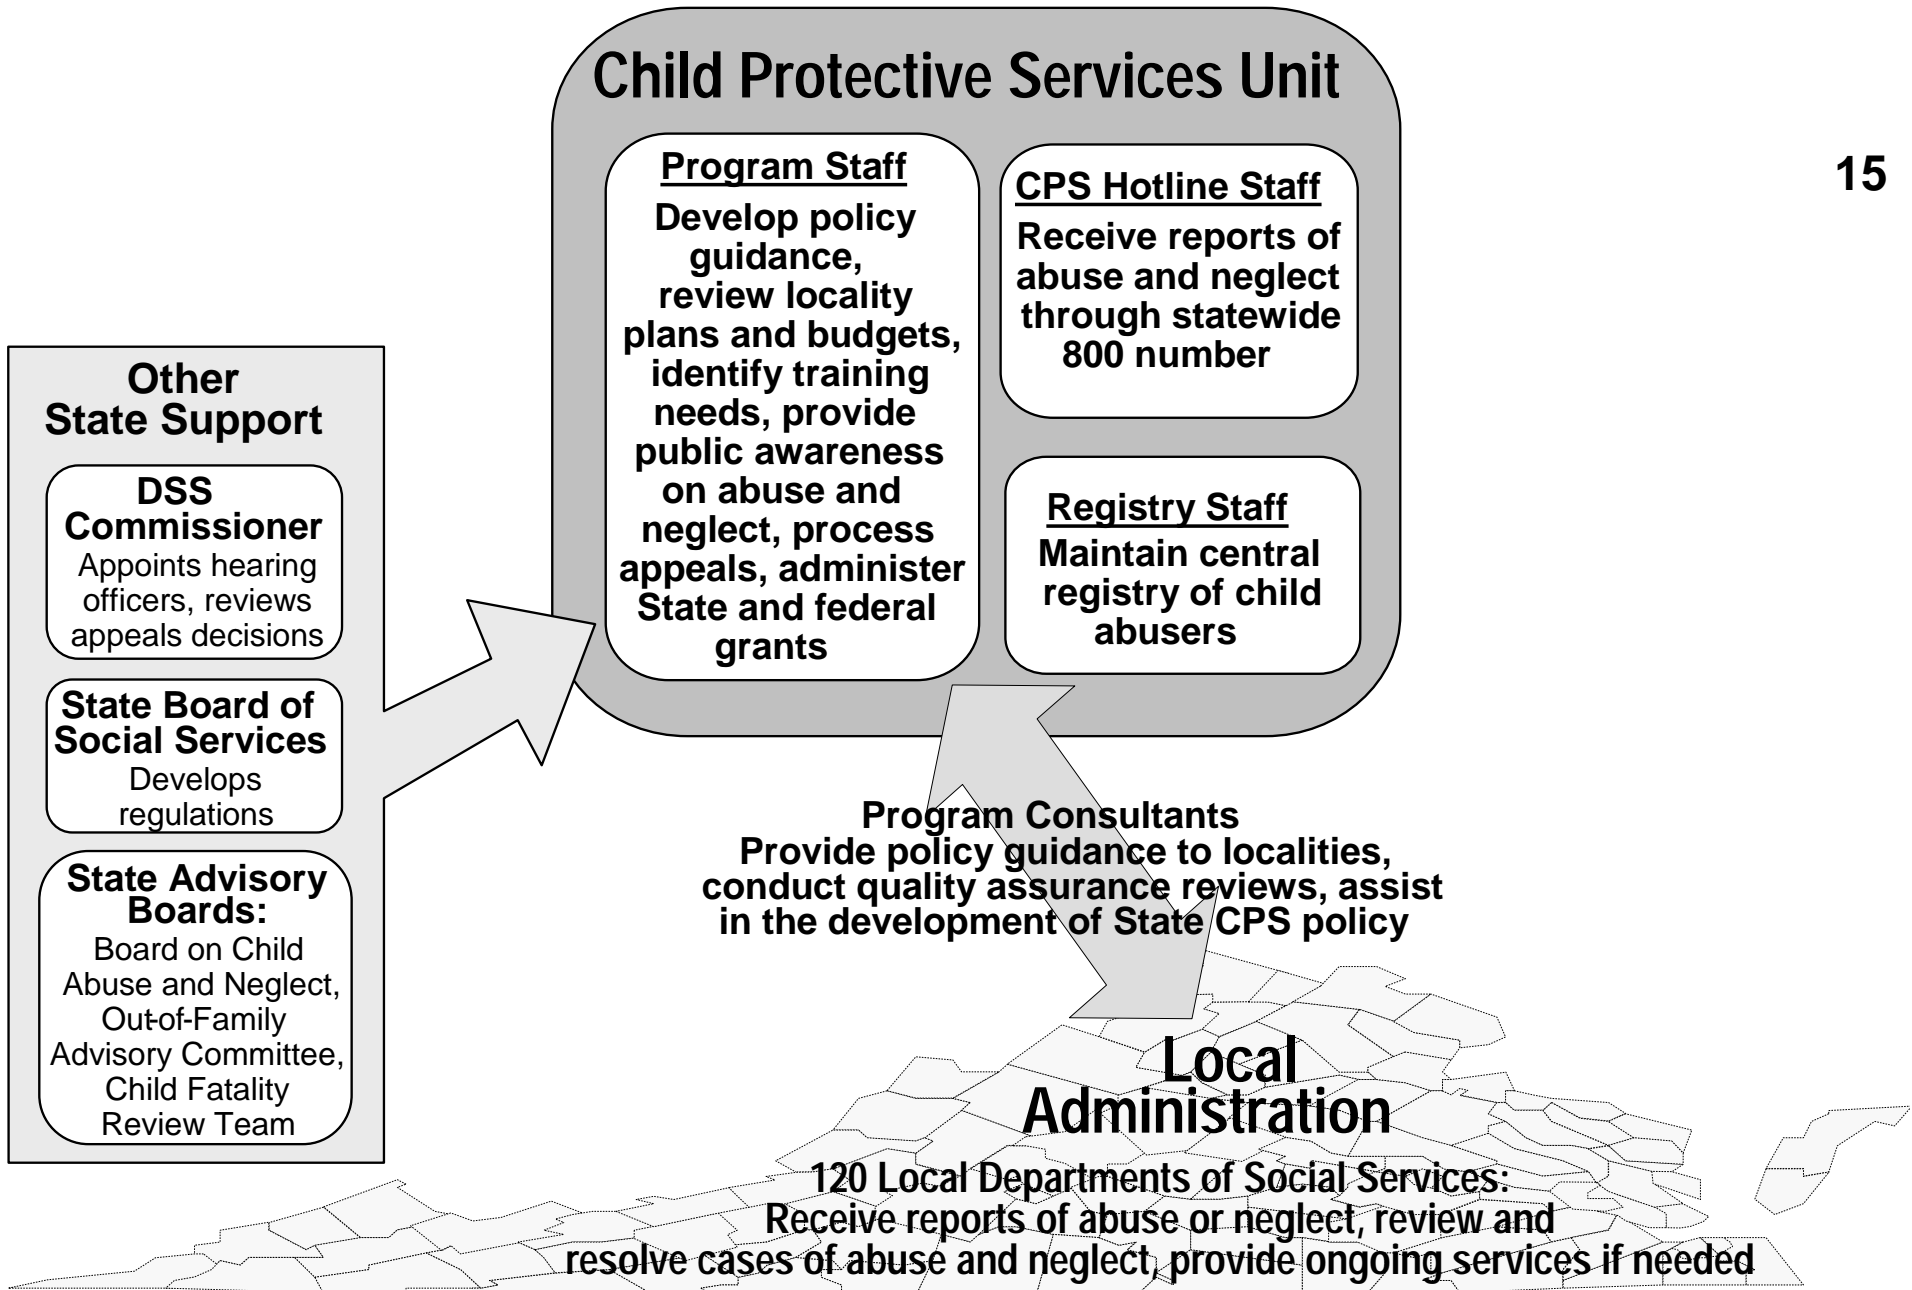 Child Protective Services Unit
Program Staff
Develop policy
guidance,
review locality
plans and budgets,
identify training
needs, provide
public awareness
on abuse and
neglect, process
appeals, administer
State and federal
grants
CPS Hotline Staff
Receive reports of
abuse and neglect
through statewide
800 number
Registry Staff
Maintain central
registry of child
abusers
15
Other
State Support
DSS
Commissioner
Appoints hearing
officers, reviews
appeals decisions
State Board of
Social Services
Develops
regulations
State Advisory
Boards:
Board on Child
Abuse and Neglect,
Out-of-Family
Advisory Committee,
Child Fatality
Review Team
Program Consultants
Provide policy guidance to localities,
conduct quality assurance reviews, assist
in the development of State CPS policy
Local
Administration
120 Local Departments of Social Services:
Receive reports of abuse or neglect, review and
resolve cases of abuse and neglect, provide ongoing services if needed